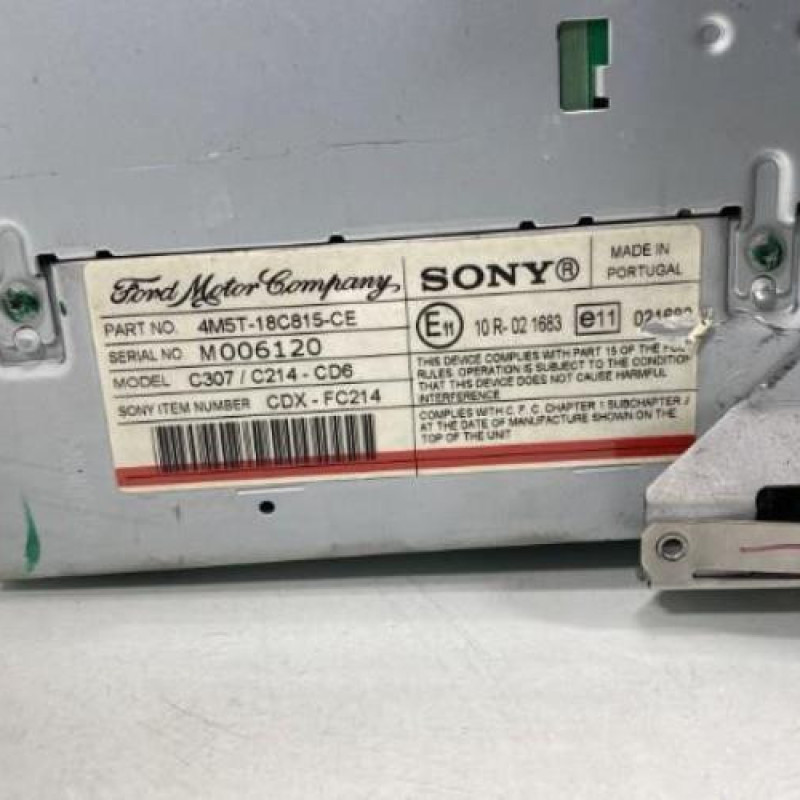 Ford Motor Company,
PART NO. 4M5T-18C815-CE
SERIAL NO M006120
MODEL C307 / C214 - CD6
SONY ITEM NUMBER CDX - FC214
SONY®
MADE IN
PORTUGAL
E11 10 R- 02 1683 e11
THIS DEVICE COMPLIES WITH PART 15 OF THE
RULES. OPERATION IS SUBJECT TO THE CONDITION
THAT THIS DEVICE DOES NOT CAUSE HARMFUL
INTERFERENCE
COMPLIES WITH C. F. C. CHAPTER 1 SUBCHAPTER J
AT THE DATE OF MANUFACTURE SHOWN ON THE
TOP OF THE UNIT